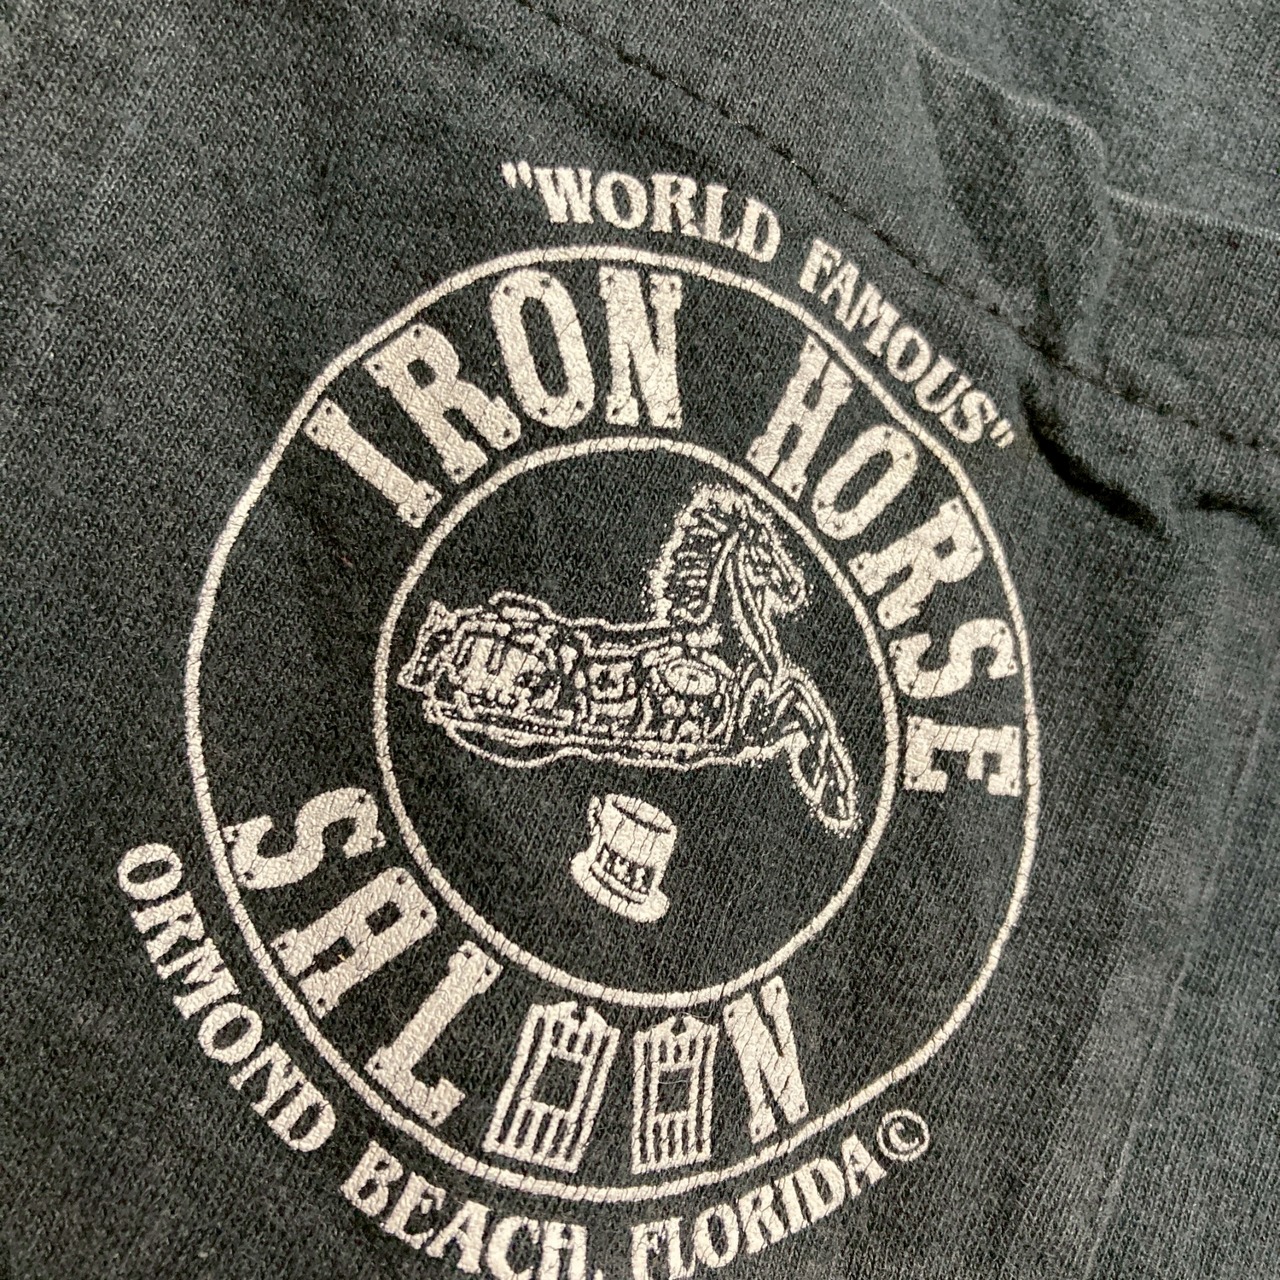 "WORLD FAMOUS"
IRON HORSE
SALOON
ORMOND BEACH, FLORIDA©